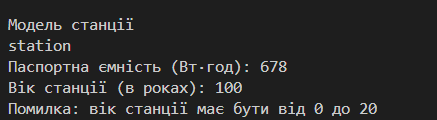 Модель станції
station
Паспортна ємність (Вт·год): 678
Вік станції (в роках): 100
Помилка: вік станції має бути від 0 до 20